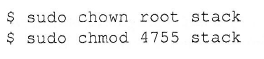 $ sudo chown root stack
$ sudo chmod 4755 stack